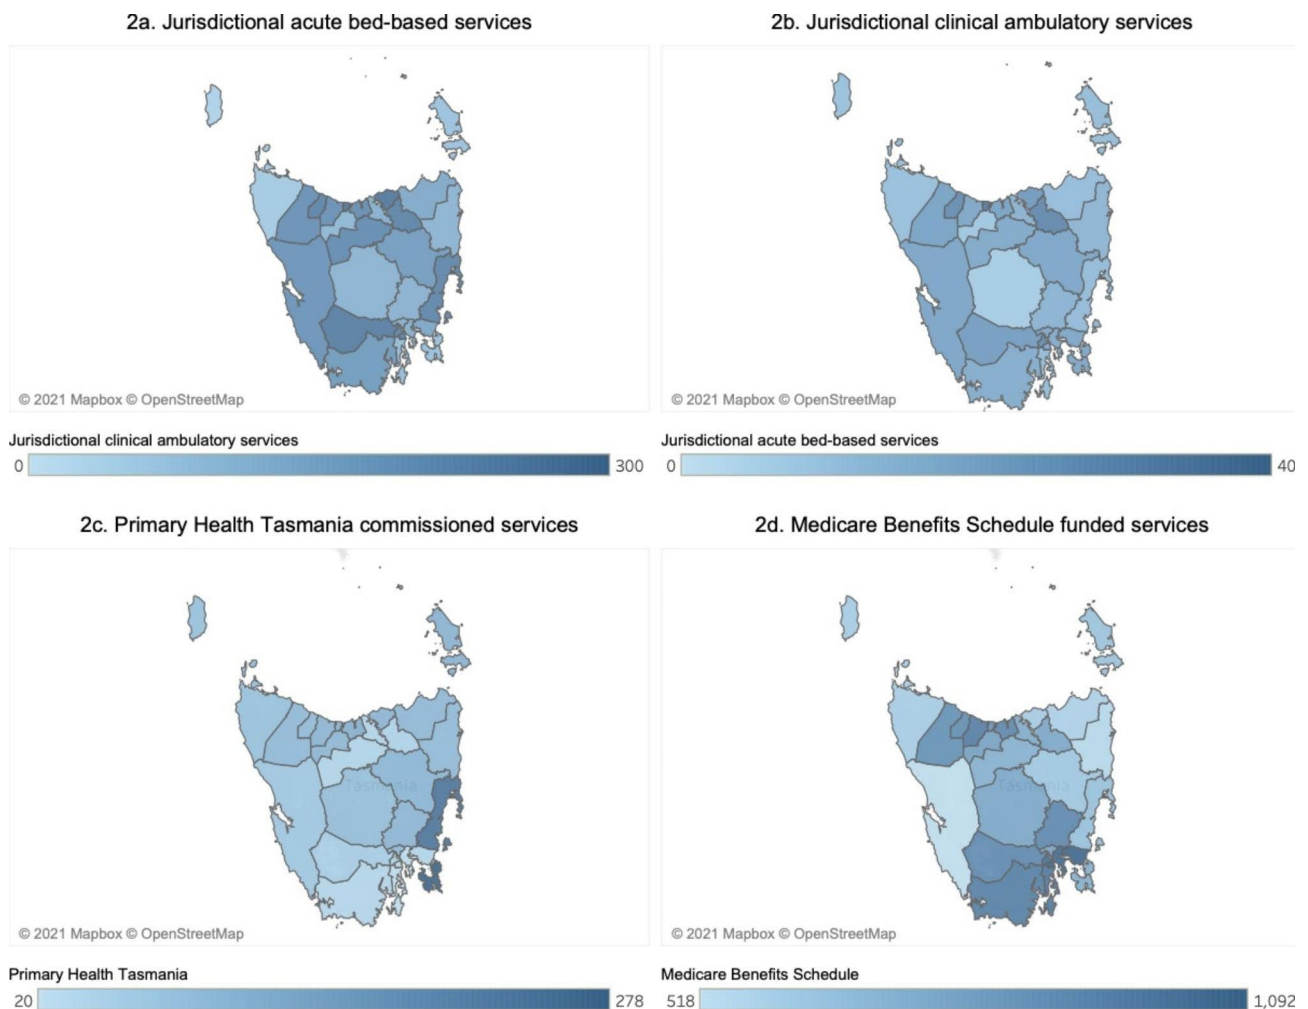 2a. Jurisdictional acute bed-based services
2b. Jurisdictional clinical ambulatory services
© 2021 Mapbox © OpenStreetMap
© 2021 Mapbox © OpenStreetMap
Jurisdictional clinical ambulatory services
0 300
Jurisdictional acute bed-based services
0 40
2c. Primary Health Tasmania commissioned services
2d. Medicare Benefits Schedule funded services
Tasmania
Tasmania
© 2021 Mapbox © OpenStreetMap
© 2021 Mapbox © OpenStreetMap
Primary Health Tasmania
20 278
Medicare Benefits Schedule
518 1,092